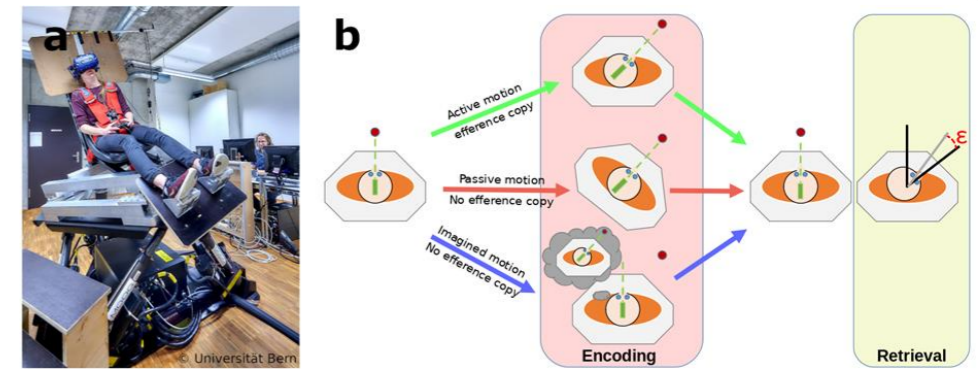 a
© Universität Bern
b
Active motion
efference copy
Passive motion
No efference copy
Imagined motion
No efference copy
ε
Encoding
Retrieval